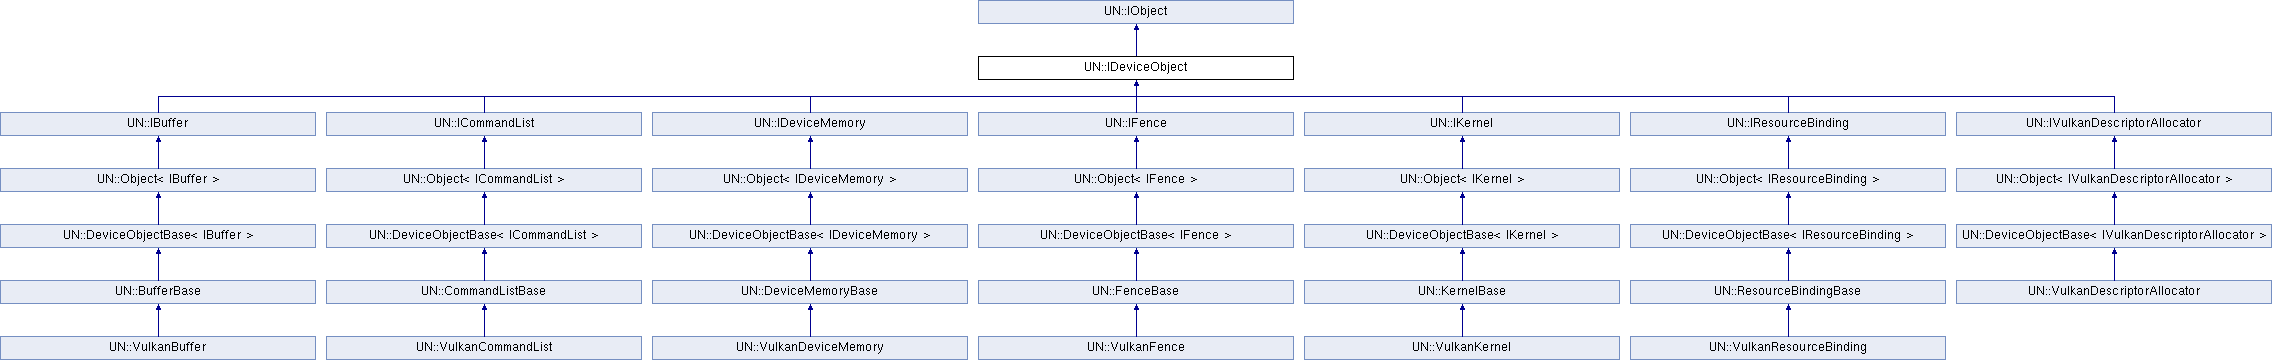 UN::IObject
UN::IDeviceObject
UN::IBuffer
UN::ICommandList
UN::IDeviceMemory
UN::IFence
UN::IKernel
UN::IResourceBinding
UN::IVulkanDescriptorAllocator
UN::Object< IBuffer >
UN::Object< ICommandList >
UN::Object< IDeviceMemory >
UN::Object< IFence >
UN::Object< IKernel >
UN::Object< IResourceBinding >
UN::Object< IVulkanDescriptorAllocator >
UN::DeviceObjectBase< IBuffer >
UN::DeviceObjectBase< ICommandList >
UN::DeviceObjectBase< IDeviceMemory >
UN::DeviceObjectBase< IFence >
UN::DeviceObjectBase< IKernel >
UN::DeviceObjectBase< IResourceBinding >
UN::DeviceObjectBase< IVulkanDescriptorAllocator >
UN::BufferBase
UN::CommandListBase
UN::DeviceMemoryBase
UN::FenceBase
UN::KernelBase
UN::ResourceBindingBase
UN::VulkanDescriptorAllocator
UN::VulkanBuffer
UN::VulkanCommandList
UN::VulkanDeviceMemory
UN::VulkanFence
UN::VulkanKernel
UN::VulkanResourceBinding